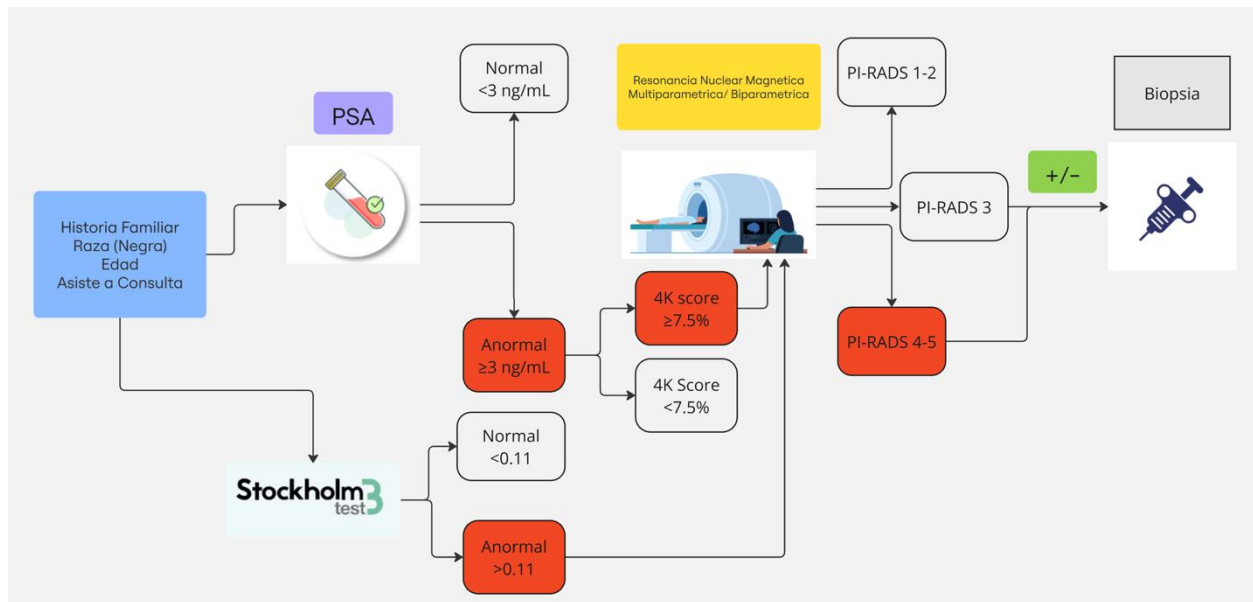 Historia Familiar
Raza (Negra)
Edad
Asiste a Consulta
PSA
Normal
<3 ng/mL
Anormal
≥3 ng/mL
4K score
≥7.5%
4K Score
<7.5%
Stockholm3
test
Normal
<0.11
Anormal
>0.11
Resonancia Nuclear Magnetica
Multiparametrica/ Biparametrica
PI-RADS 1-2
PI-RADS 3
PI-RADS 4-5
+/-
Biopsia